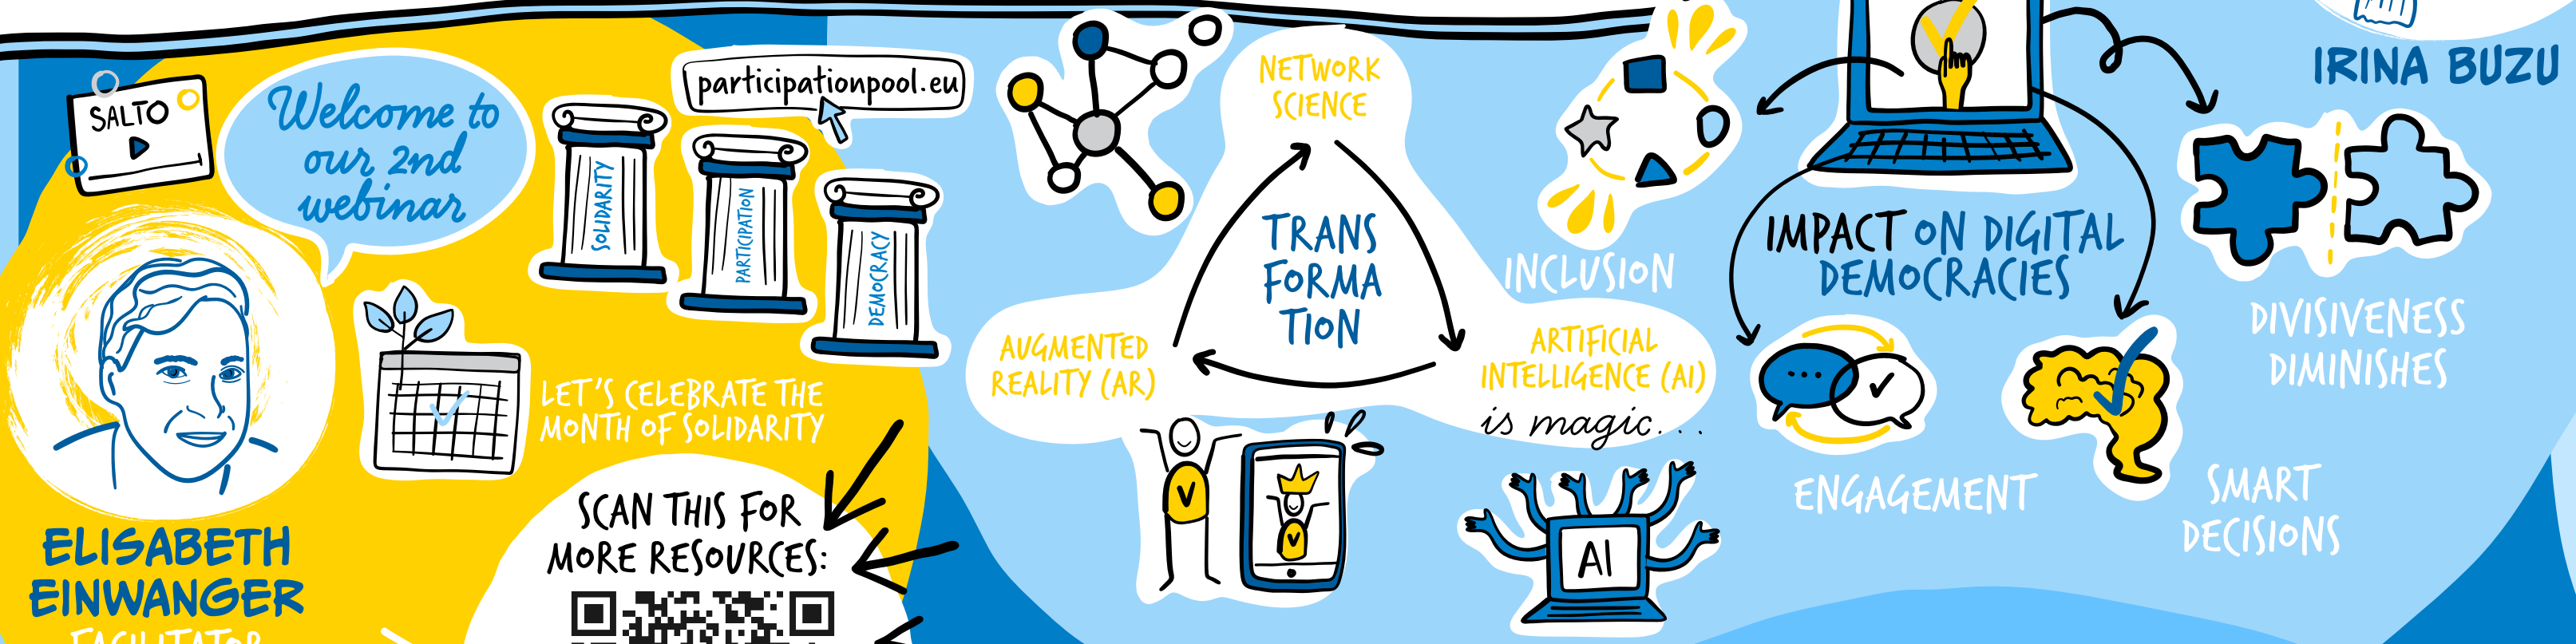 SALTO
Welcome to
our 2nd
webinar
participationpool.eu
SOLIDARITY
PARTICIPATION
DEMOCRACY
LET'S CELEBRATE THE
MONTH OF SOLIDARITY
ELISABETH
EINWANGER
FACILITATOR
SCAN THIS FOR
MORE RESOURCES:
NETWORK
SCIENCE
TRANS
FORMA
TION
AUGMENTED
REALITY (AR)
ARTIFICIAL
INTELLIGENCE (AI)
is magic...
V
V
AI
INCLUSION
IMPACT ON DIGITAL
DEMOCRACIES
ENGAGEMENT
SMART
DECISIONS
DIVISIVENESS
DIMINISHES
IRINA BUZU